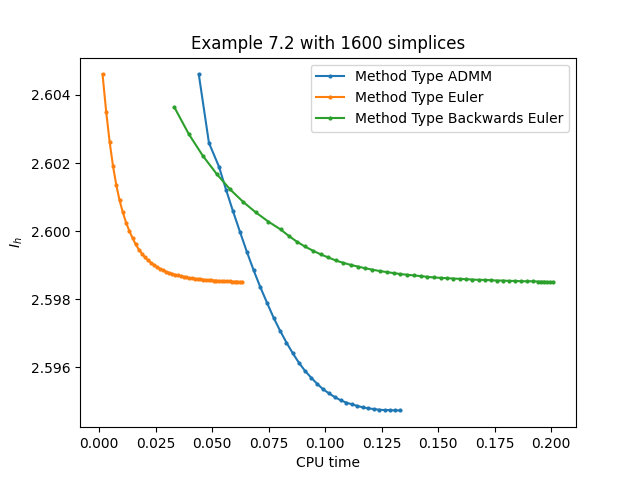 Example 7.2 with 1600 simplices
Method Type ADMM
Method Type Euler
Method Type Backwards Euler
2.604
2.602
2.600
2.598
2.596
I_h
0.000 0.025 0.050 0.075 0.100 0.125 0.150 0.175 0.200
CPU time